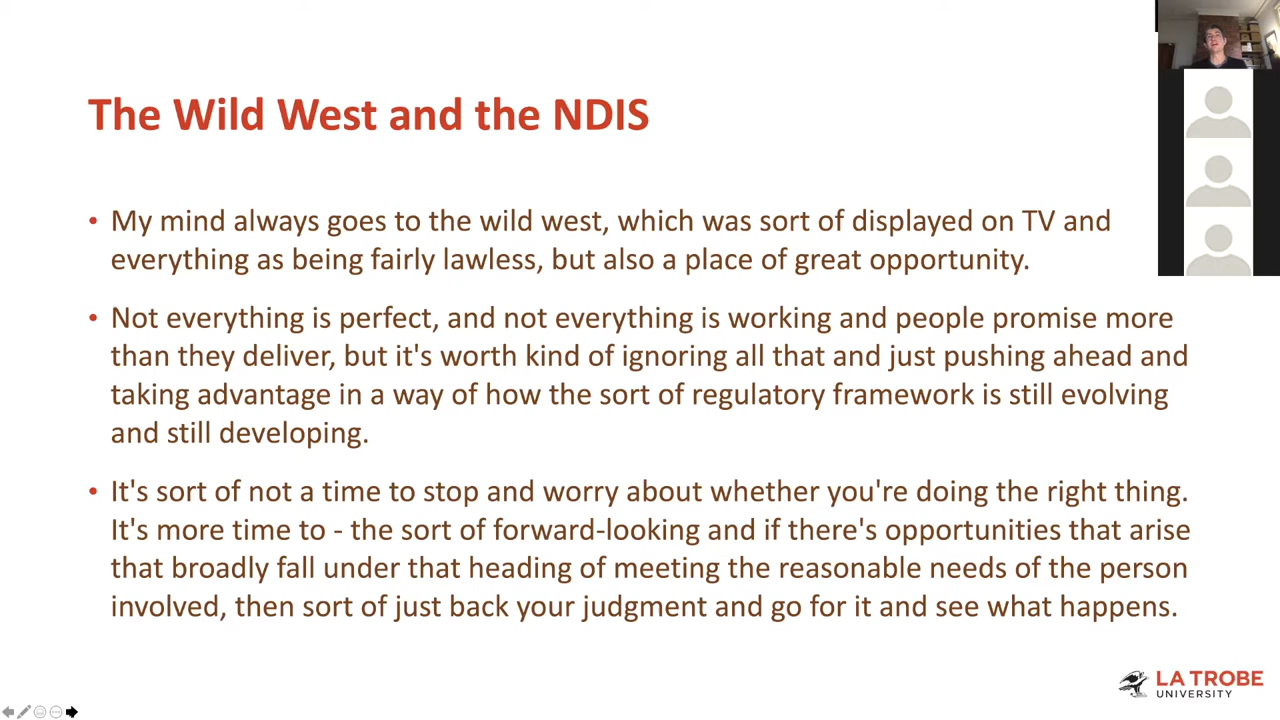 The Wild West and the NDIS
• My mind always goes to the wild west, which was sort of displayed on TV and
everything as being fairly lawless, but also a place of great opportunity.
• Not everything is perfect, and not everything is working and people promise more
than they deliver, but it's worth kind of ignoring all that and just pushing ahead and
taking advantage in a way of how the sort of regulatory framework is still evolving
and still developing.
• It's sort of not a time to stop and worry about whether you're doing the right thing.
It's more time to - the sort of forward-looking and if there's opportunities that arise
that broadly fall under that heading of meeting the reasonable needs of the person
involved, then sort of just back your judgment and go for it and see what happens.
LA TROBE
UNIVERSITY